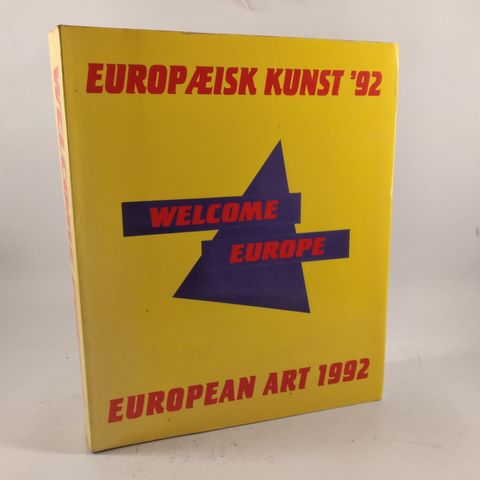 EUROPÆISK KUNST '92
WELCOME
EUROPE
EUROPEAN ART 1992